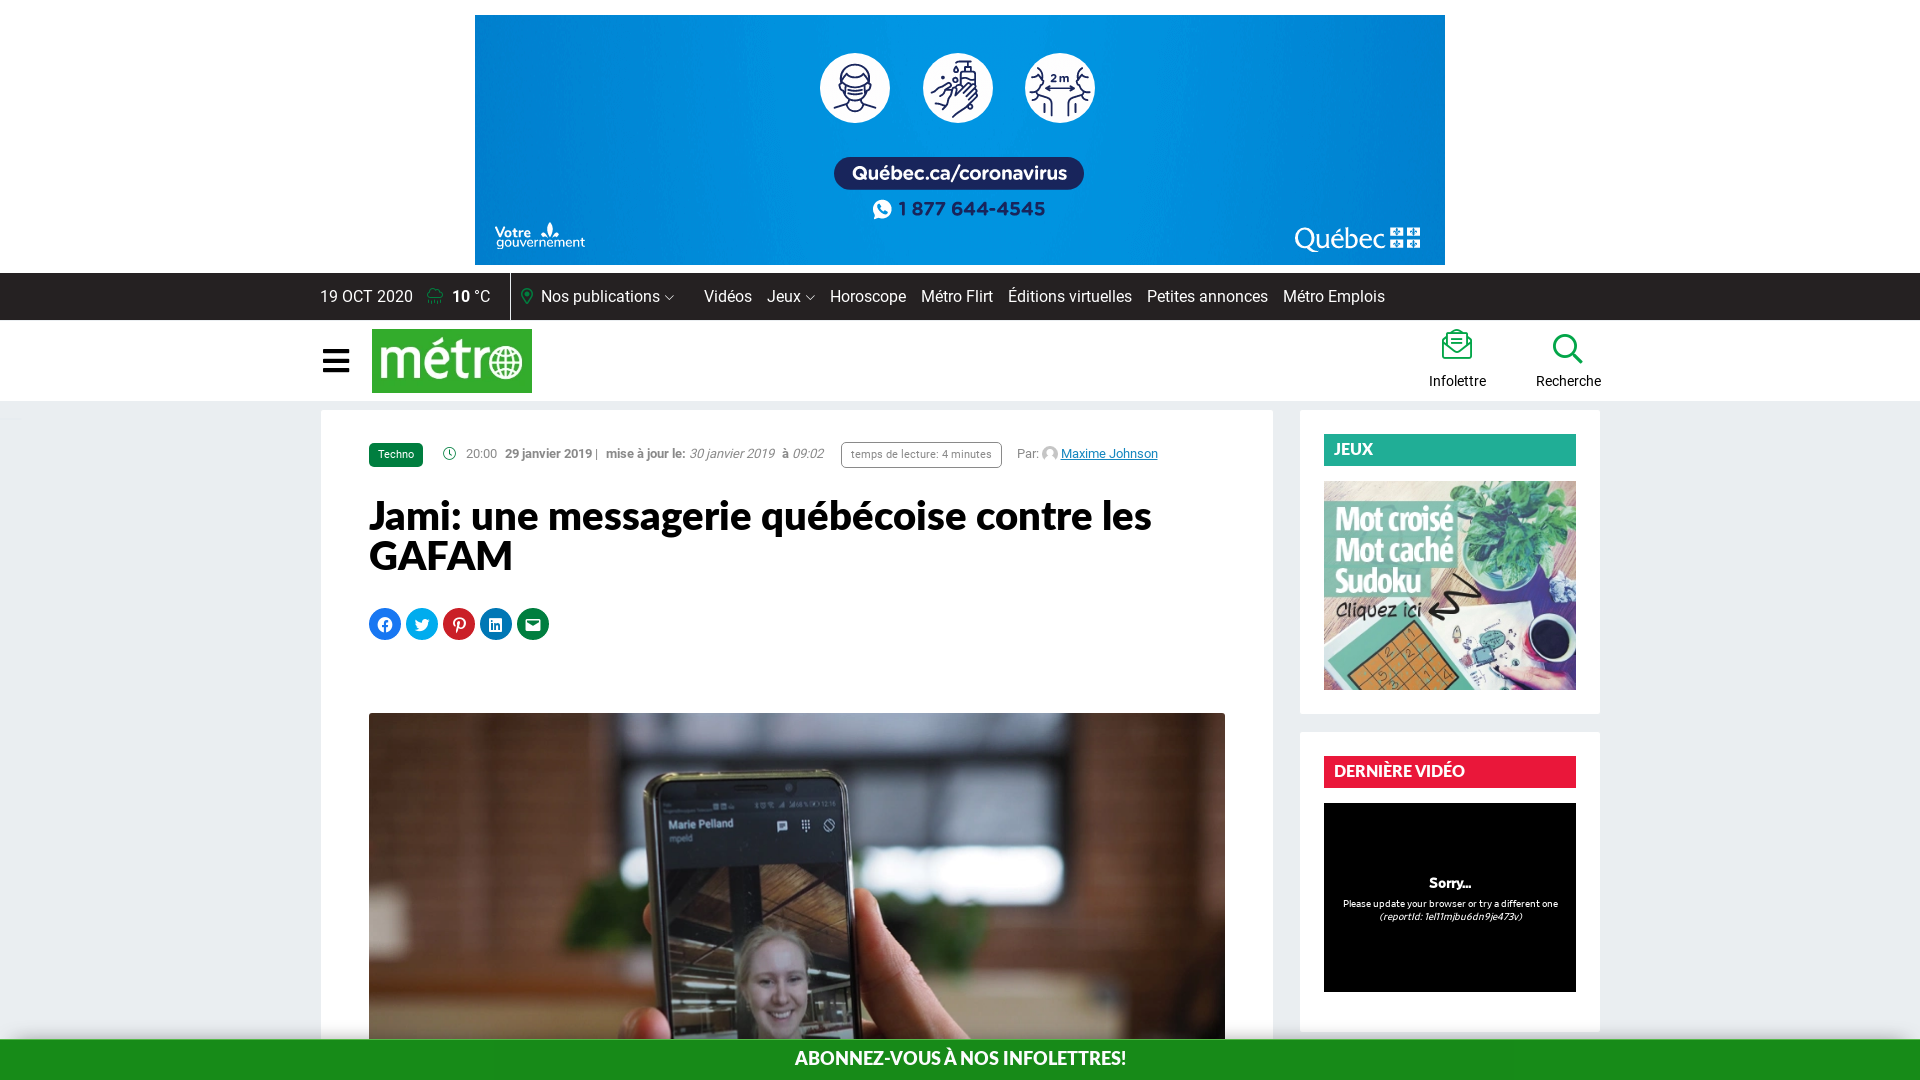 2 m
Québec.ca/coronavirus
1 877 644-4545
Votre
gouvernement
Québec
19 OCT 2020 10 °C Nos publications Vidéos Jeux Horoscope Métro Flirt Éditions virtuelles Petites annonces Métro Emplois
métro
Infolettre
Recherche
Techno 20:00 29 janvier 2019 | mise à jour le: 30 janvier 2019 à 09:02 temps de lecture: 4 minutes Par: Maxime Johnson
Jami: une messagerie québécoise contre les
GAFAM
Marie Pelland
mpeld
JEUX
Mot croisé
Mot caché
Sudoku
Cliquez ici
DERNIÈRE VIDÉO
Sorry...
Please update your browser or try a different one
(reportId: 1el11mjbu6dn9je473v)
ABONNEZ-VOUS À NOS INFOLETTRES!